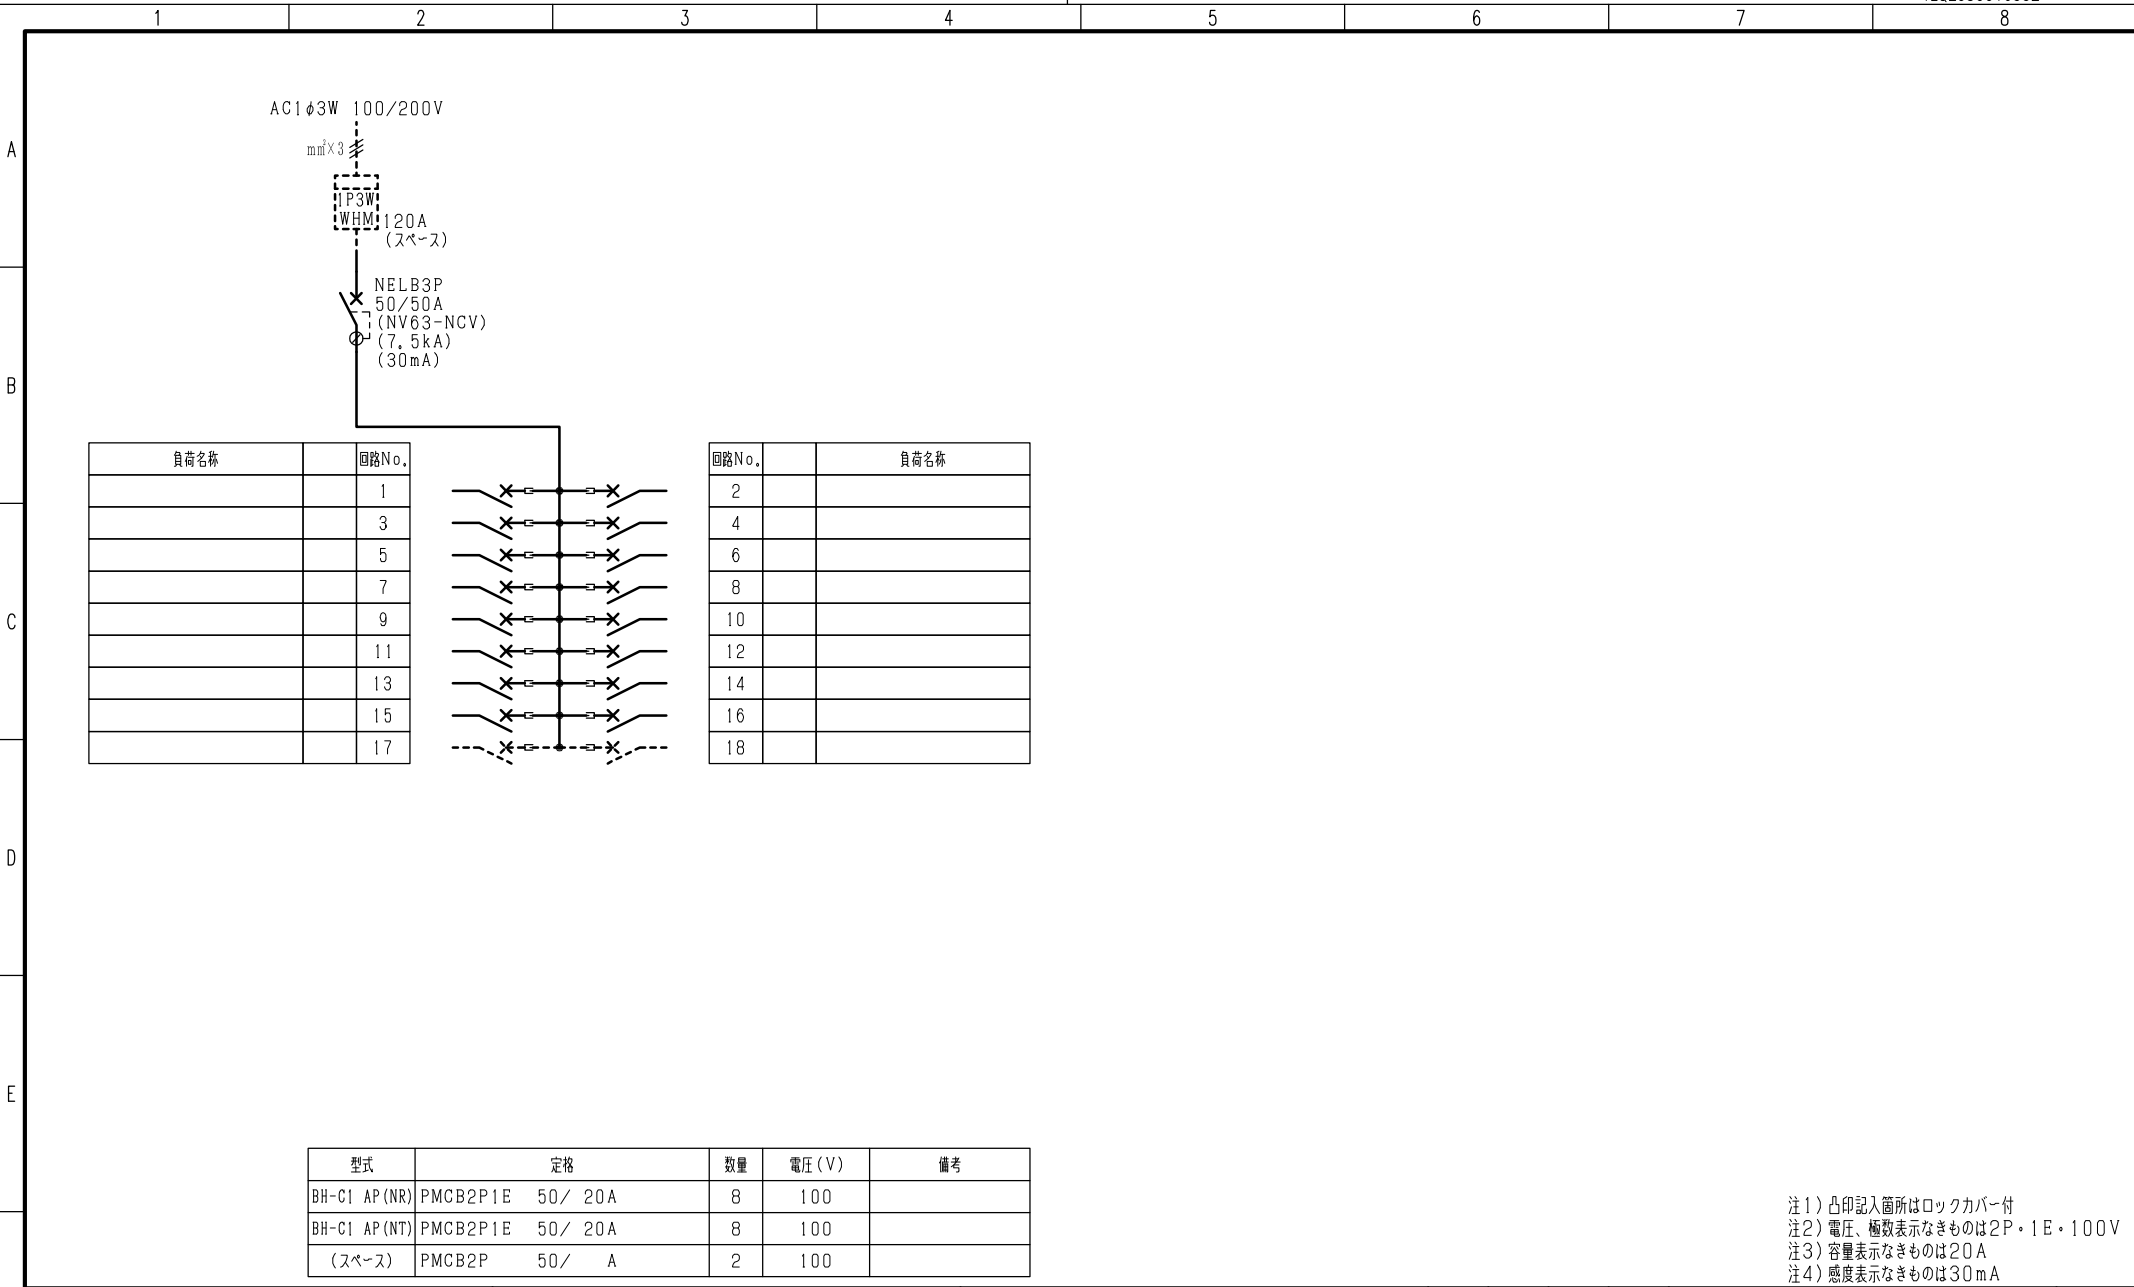 1 2 3 4 5 6 7 8
A
B
C
D
E
AC1φ3W 100/200V
mm²×3
1P3W
WHM
120A
(スペース)
NELB3P
50/50A
(NV63-NCV)
(7.5kA)
(30mA)
負荷名称 回路No. 回路No. 負荷名称
1 2
3 4
5 6
7 8
9 10
11 12
13 14
15 16
17 18
型式 定格 数量 電圧(V) 備考
BH-C1 AP(NR) PMCB2P1E 50/ 20A 8 100
BH-C1 AP(NT) PMCB2P1E 50/ 20A 8 100
(スペース) PMCB2P 50/ A 2 100
注1)凸印記入箇所はロックカバー付
注2)電圧、極数表示なきものは2P・1E・100V
注3)容量表示なきものは20A
注4)感度表示なきものは30mA